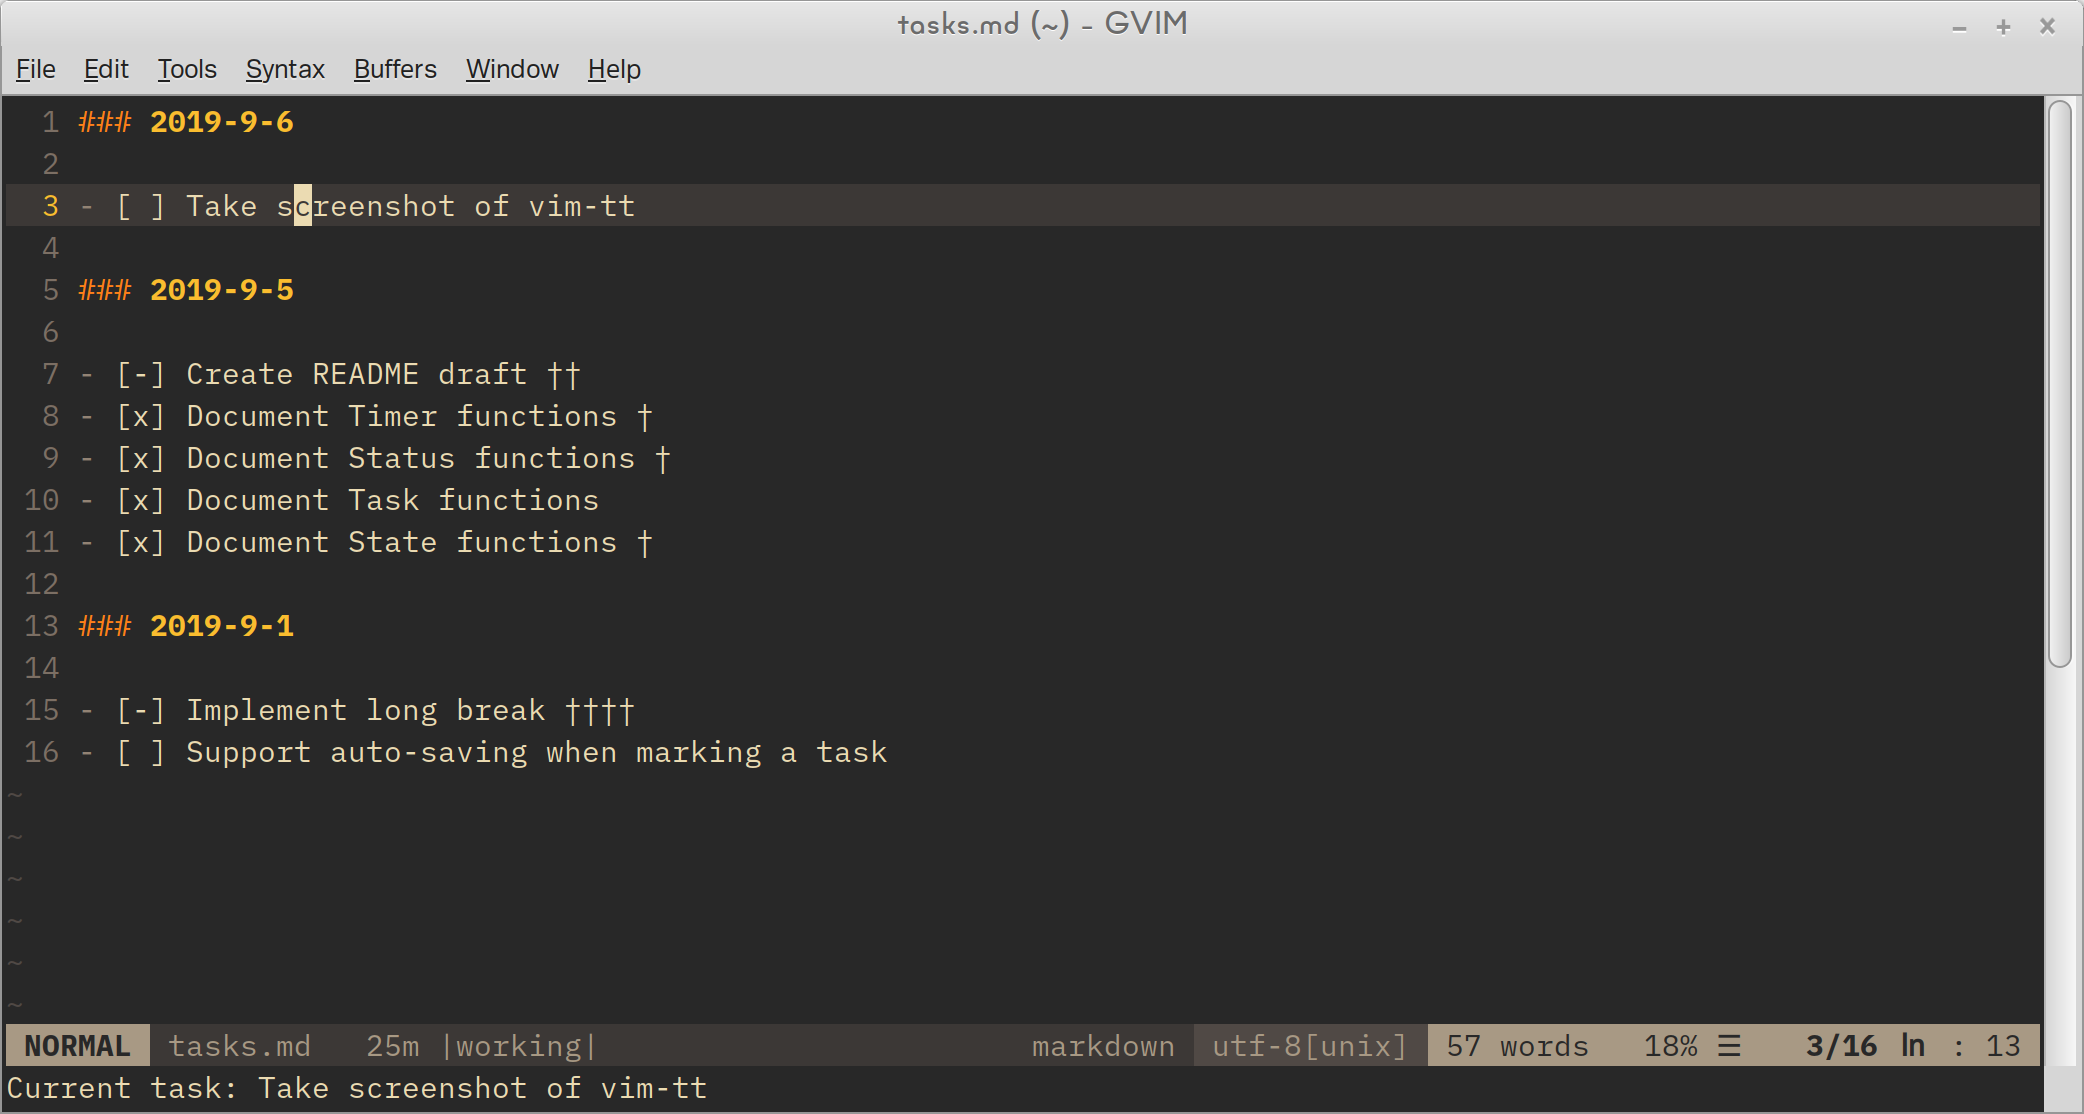 tasks.md (~) - GVIM
File Edit Tools Syntax Buffers Window Help
1 ### 2019-9-6
2
3 - [ ] Take screenshot of vim-tt
4
5 ### 2019-9-5
6
7 - [-] Create README draft ††
8 - [x] Document Timer functions †
9 - [x] Document Status functions †
10 - [x] Document Task functions
11 - [x] Document State functions †
12
13 ### 2019-9-1
14
15 - [-] Implement long break ††††
16 - [ ] Support auto-saving when marking a task
~
~
~
~
~
~
NORMAL tasks.md 25m |working| markdown utf-8[unix] 57 words 18% ☰ 3/16 ln : 13
Current task: Take screenshot of vim-tt